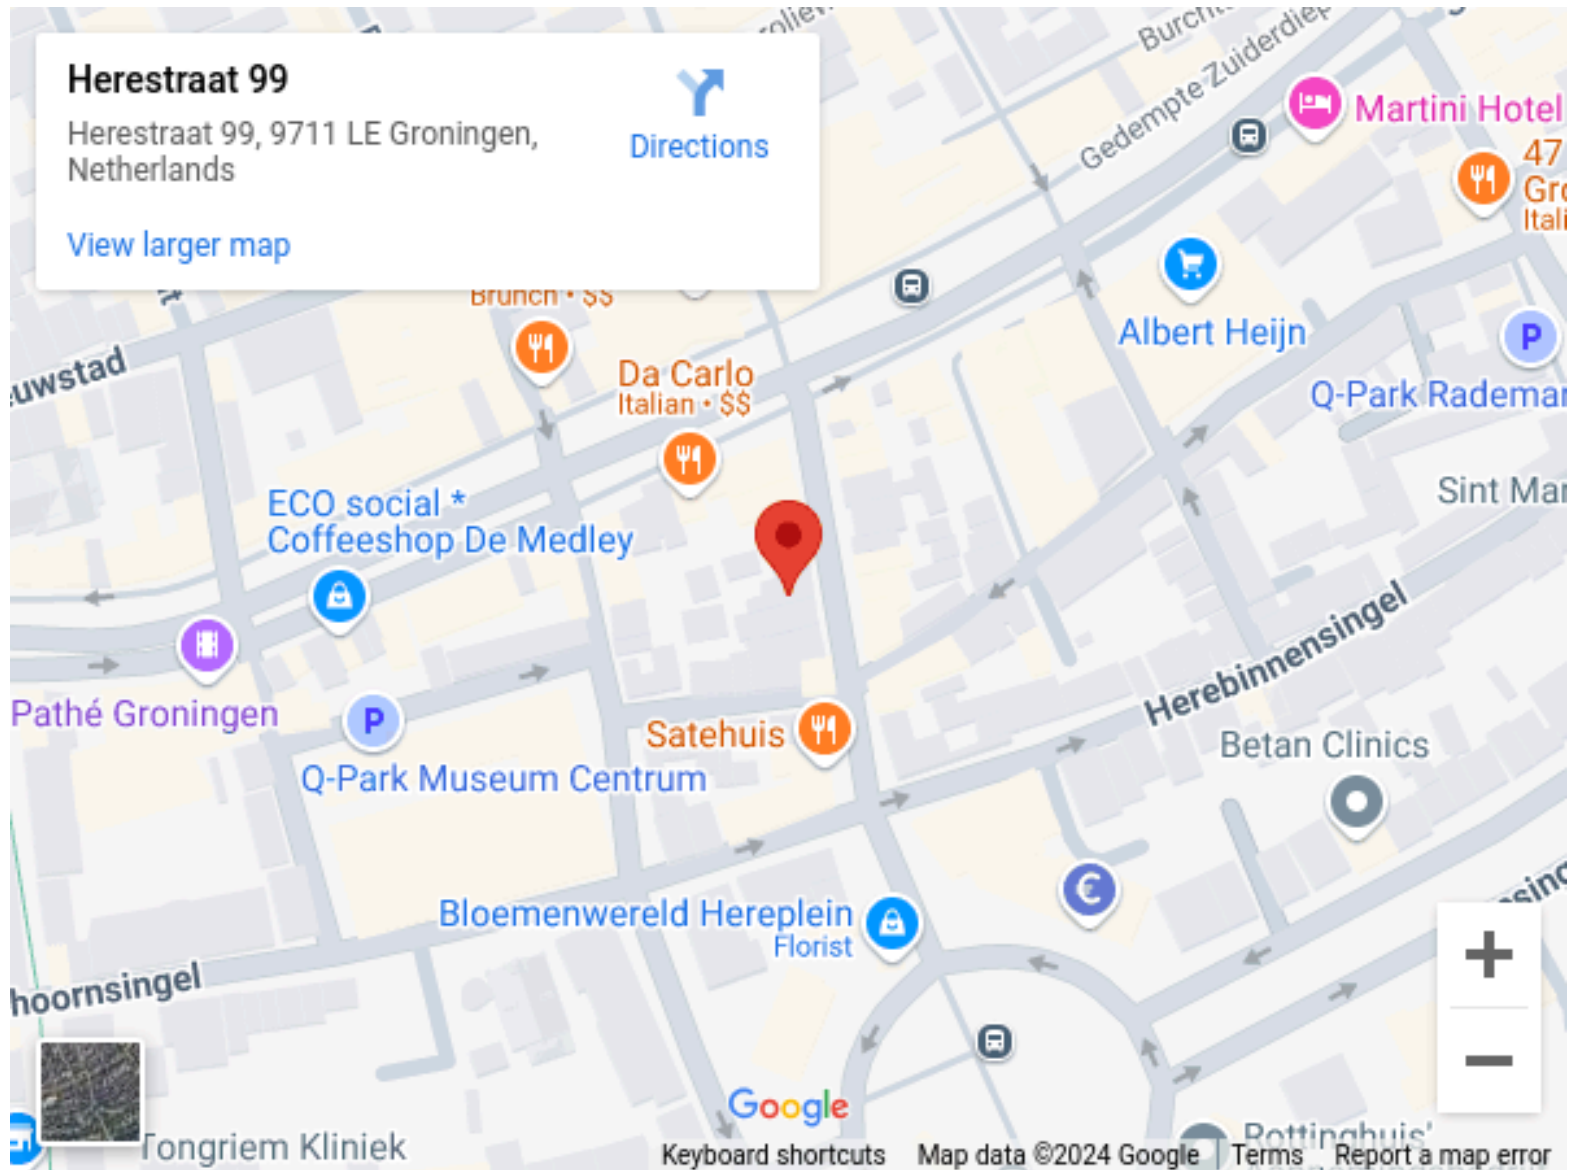 Herestraat 99
Herestraat 99, 9711 LE Groningen,
Netherlands
Directions
View larger map
Gedempte Zuiderdiep
Martini Hotel
47
Brunch • $$
Albert Heijn
Da Carlo
Italian • $$
Q-Park Rademar
Sint Mar
ECO social *
Coffeeshop De Medley
Herebinnensingel
Pathé Groningen
P
Satehuis
Q-Park Museum Centrum
P
Betan Clinics
€
Bloemenwereld Hereplein
Florist
hoornsingel
+
−
Google
Tongriem Kliniek
Rottinghuis'
Keyboard shortcuts
Map data ©2024 Google
Terms
Report a map error